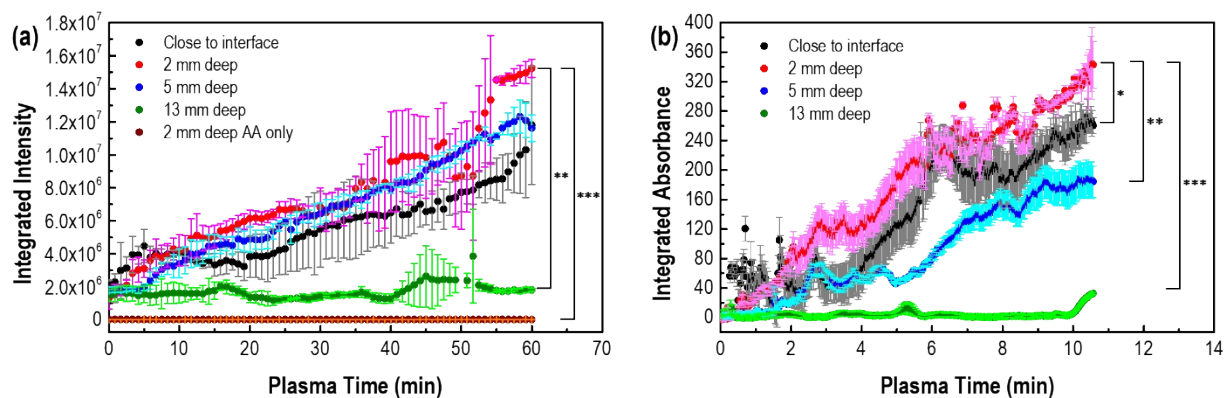 (a)
Integrated Intensity
1.8x10⁷
1.6x10⁷
1.4x10⁷
1.2x10⁷
1.0x10⁷
8.0x10⁶
6.0x10⁶
4.0x10⁶
2.0x10⁶
0
Close to interface
2 mm deep
5 mm deep
13 mm deep
2 mm deep AA only
**
***
0 10 20 30 40 50 60 70
Plasma Time (min)
(b)
Integrated Absorbance
400
360
320
280
240
200
160
120
80
40
0
Close to interface
2 mm deep
5 mm deep
13 mm deep
*
**
***
0 2 4 6 8 10 12 14
Plasma Time (min)